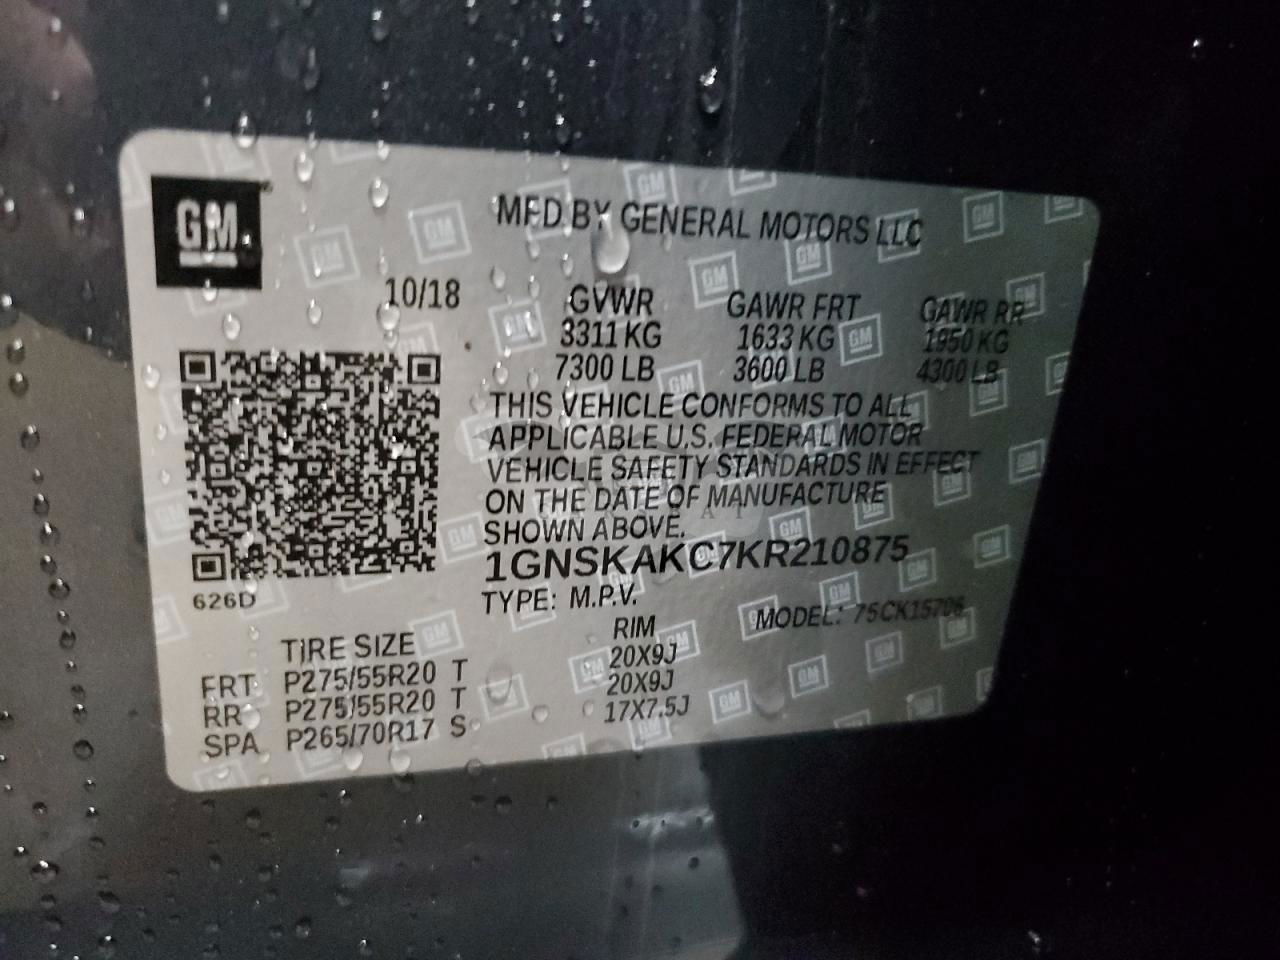 GM
MFD BY GENERAL MOTORS LLC
10/18
GVWR GAWR FRT GAWR RR
3311 KG 1633 KG 1950 KG
7300 LB 3600 LB 4300 LB
THIS VEHICLE CONFORMS TO ALL
APPLICABLE U.S. FEDERAL MOTOR
VEHICLE SAFETY STANDARDS IN EFFECT
ON THE DATE OF MANUFACTURE
SHOWN ABOVE.
1GNSKAKC7KR210875
626D
TYPE: M.P.V. MODEL: 75CK15706
TIRE SIZE RIM
FRT P275/55R20 T 20X9J
RR P275/55R20 T 20X9J
SPA P265/70R17 S 17X7.5J